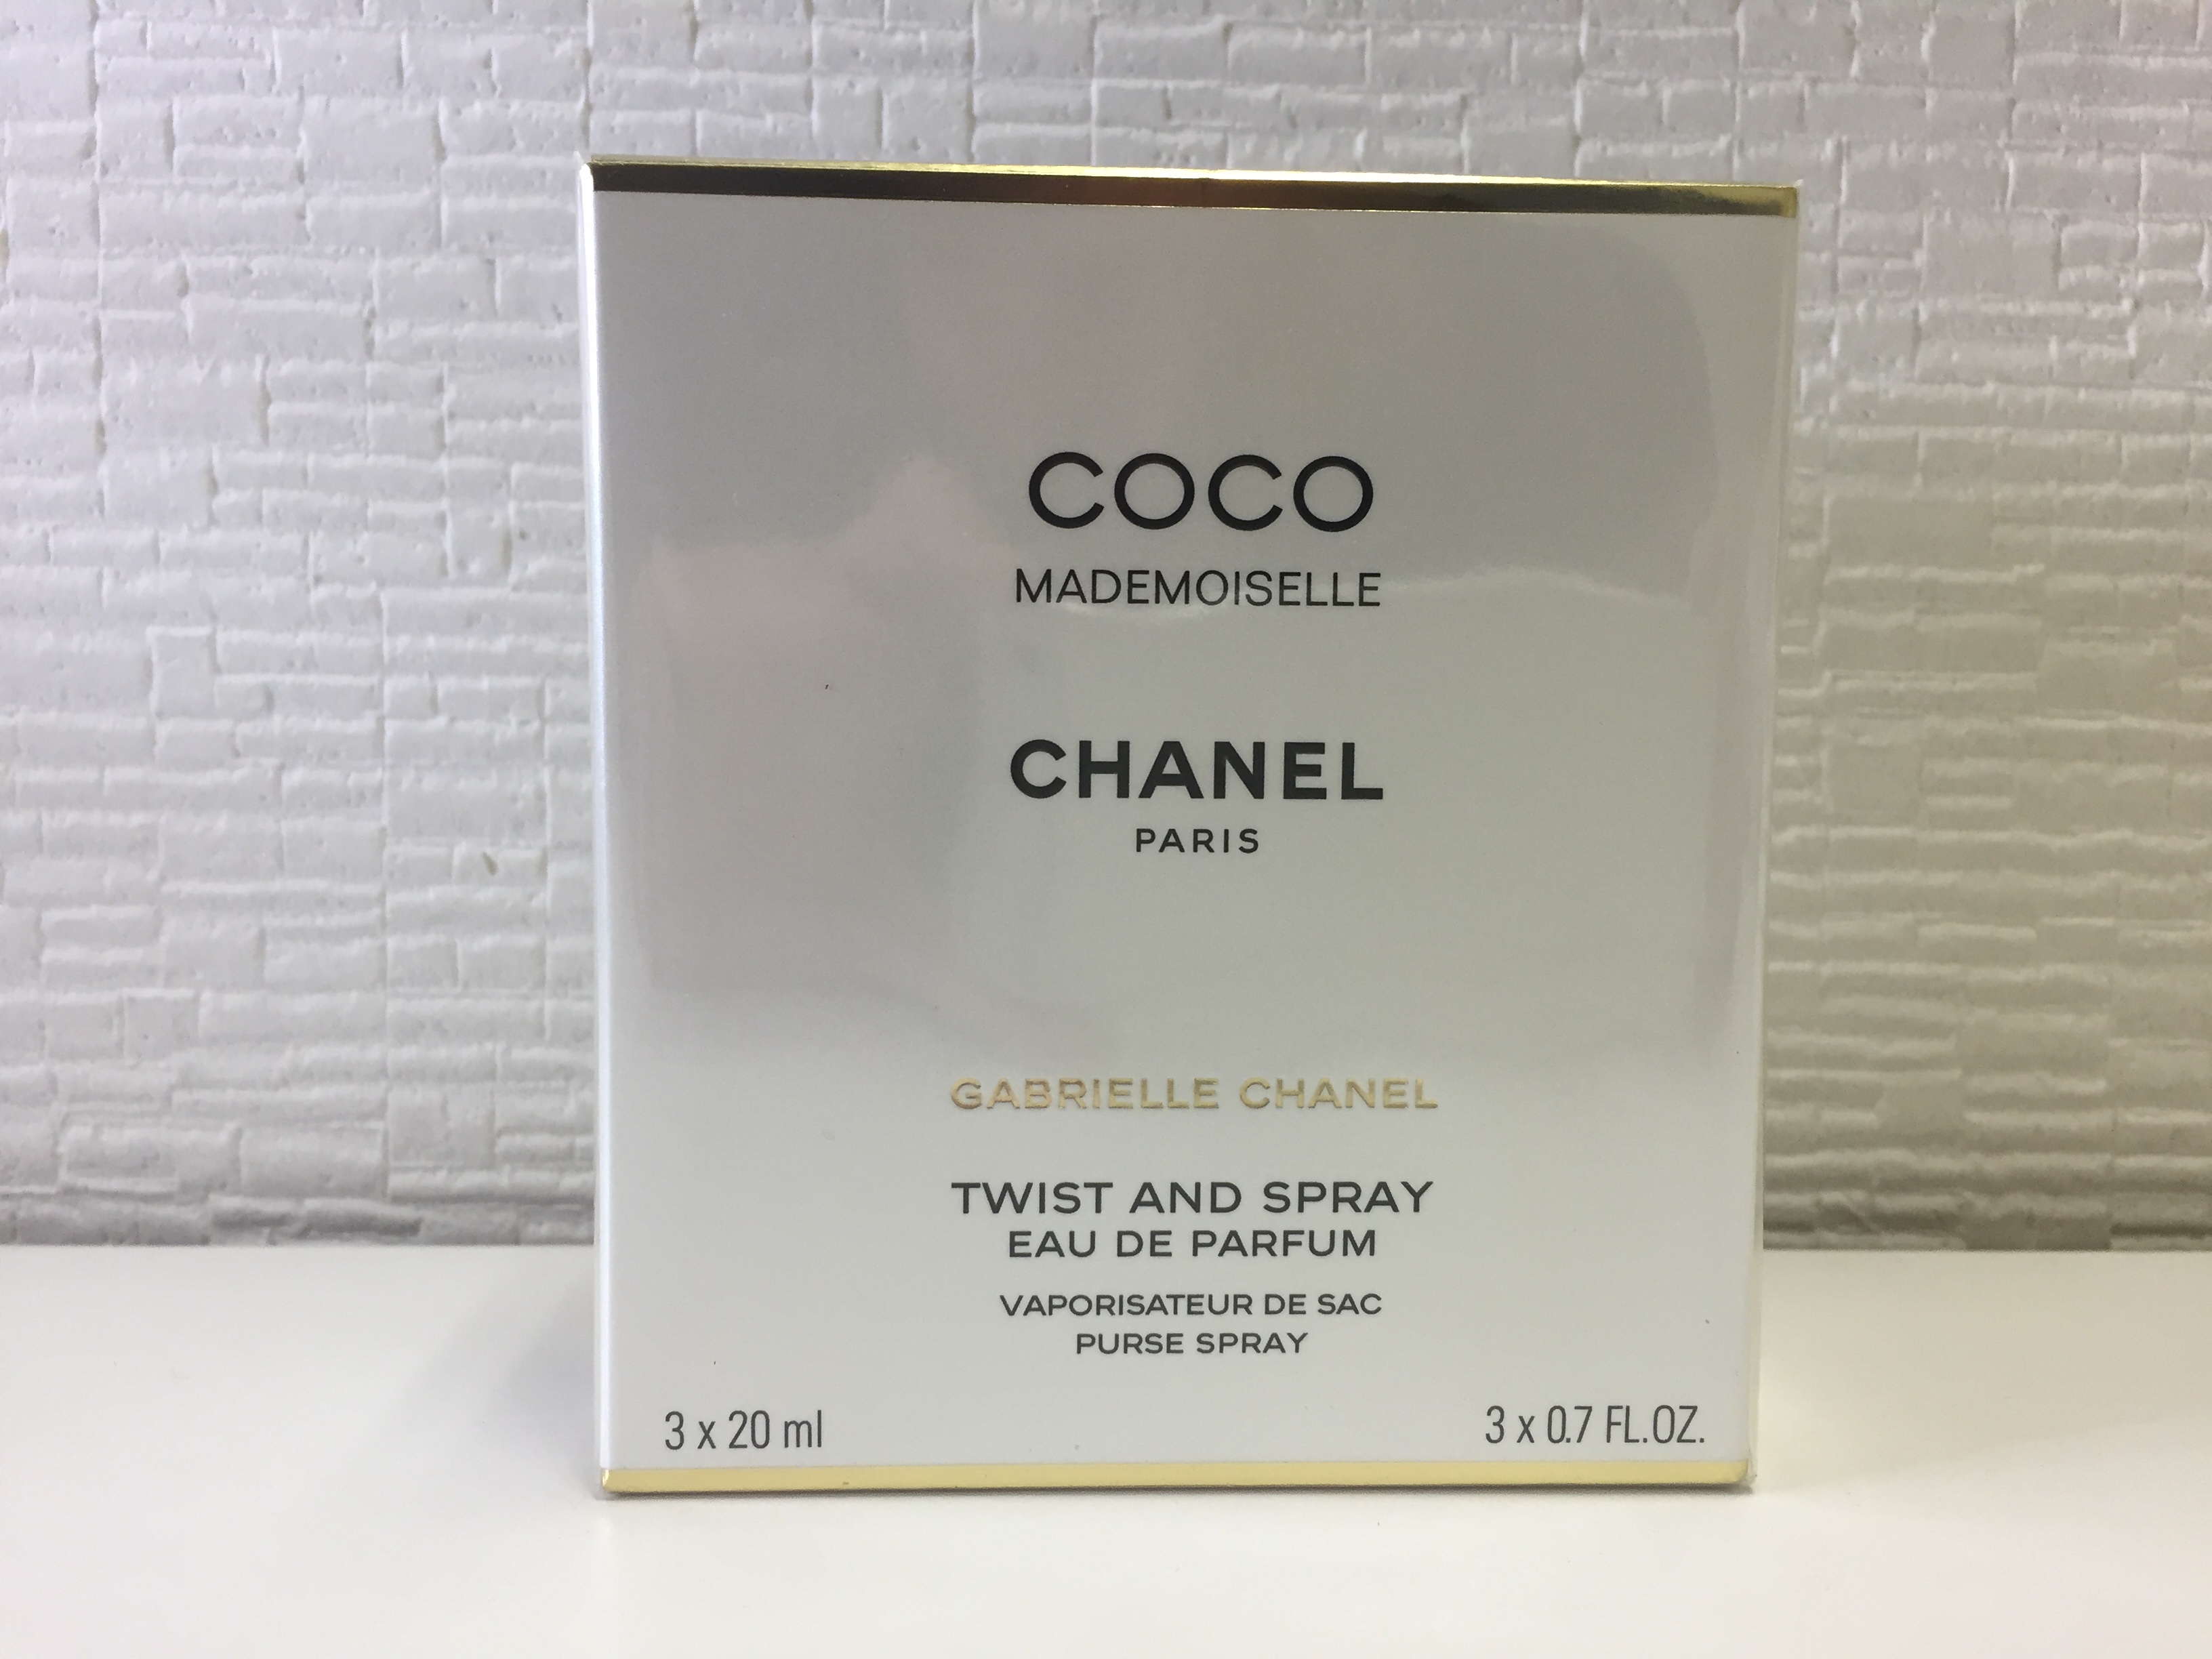 COCO
MADEMOISELLE
CHANEL
PARIS
GABRIELLE CHANEL
TWIST AND SPRAY
EAU DE PARFUM
VAPORISATEUR DE SAC
PURSE SPRAY
3 x 20 ml
3 x 0.7 FL.OZ.